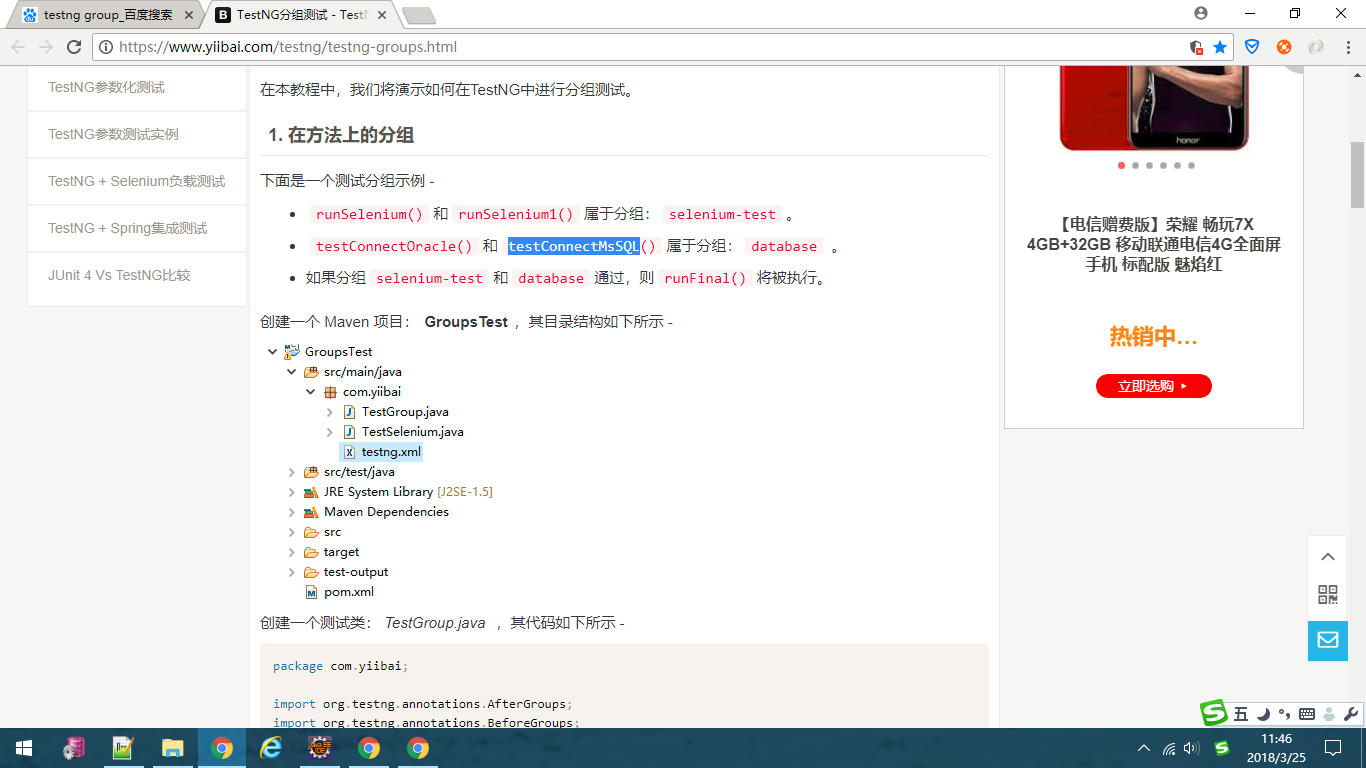 testng group_百度搜索
TestNG分组测试 - TestN
https://www.yiibai.com/testng/testng-groups.html
TestNG参数化测试
TestNG参数测试实例
TestNG + Selenium负载测试
TestNG + Spring集成测试
JUnit 4 Vs TestNG比较
在本教程中，我们将演示如何在TestNG中进行分组测试。
1. 在方法上的分组
下面是一个测试分组示例 -
runSelenium() 和 runSelenium1() 属于分组： selenium-test 。
testConnectOracle() 和 testConnectMsSQL() 属于分组： database 。
如果分组 selenium-test 和 database 通过，则 runFinal() 将被执行。
创建一个 Maven 项目： GroupsTest ，其目录结构如下所示 -
GroupsTest
src/main/java
com.yiibai
TestGroup.java
TestSelenium.java
testng.xml
src/test/java
JRE System Library [J2SE-1.5]
Maven Dependencies
src
target
test-output
pom.xml
创建一个测试类： TestGroup.java ，其代码如下所示 -
package com.yiibai;
import org.testng.annotations.AfterGroups;
import org.testng.annotations.BeforeGroups;
honor
【电信赠费版】荣耀 畅玩7X
4GB+32GB 移动联通电信4G全面屏
手机 标配版 魅焰红
热销中...
立即选购
五
11:46
2018/3/25